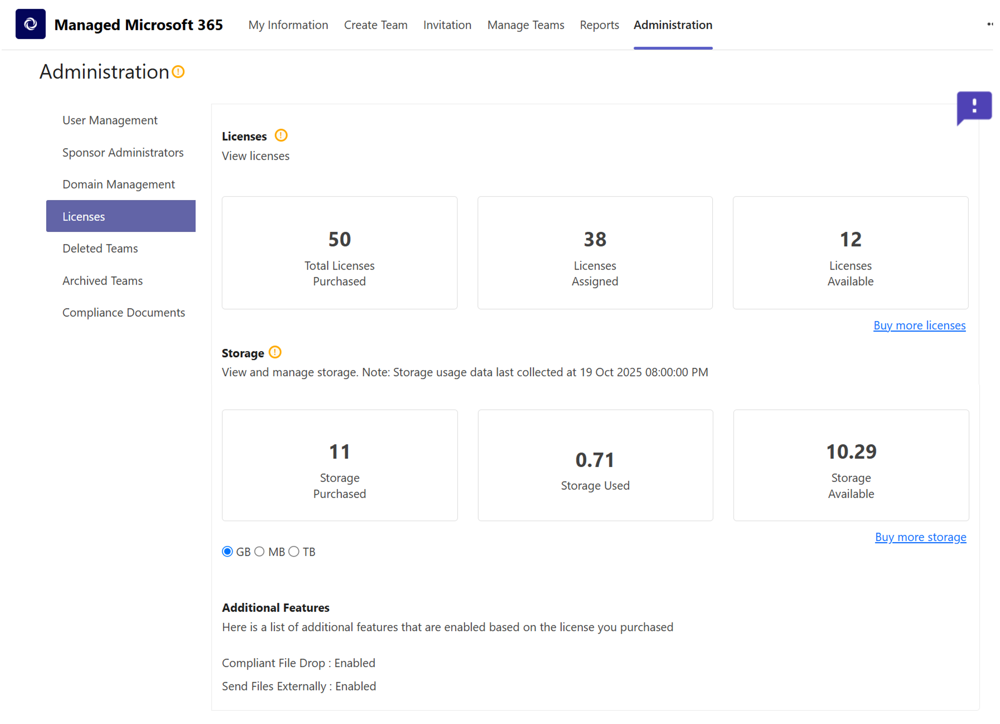 Managed Microsoft 365
My Information
Create Team
Invitation
Manage Teams
Reports
Administration
Administration
User Management
Sponsor Administrators
Domain Management
Licenses
Deleted Teams
Archived Teams
Compliance Documents
Licenses
View licenses
50
Total Licenses
Purchased
38
Licenses
Assigned
12
Licenses
Available
Buy more licenses
Storage
View and manage storage. Note: Storage usage data last collected at 19 Oct 2025 08:00:00 PM
11
Storage
Purchased
0.71
Storage Used
10.29
Storage
Available
Buy more storage
GB MB TB
Additional Features
Here is a list of additional features that are enabled based on the license you purchased
Compliant File Drop : Enabled
Send Files Externally : Enabled